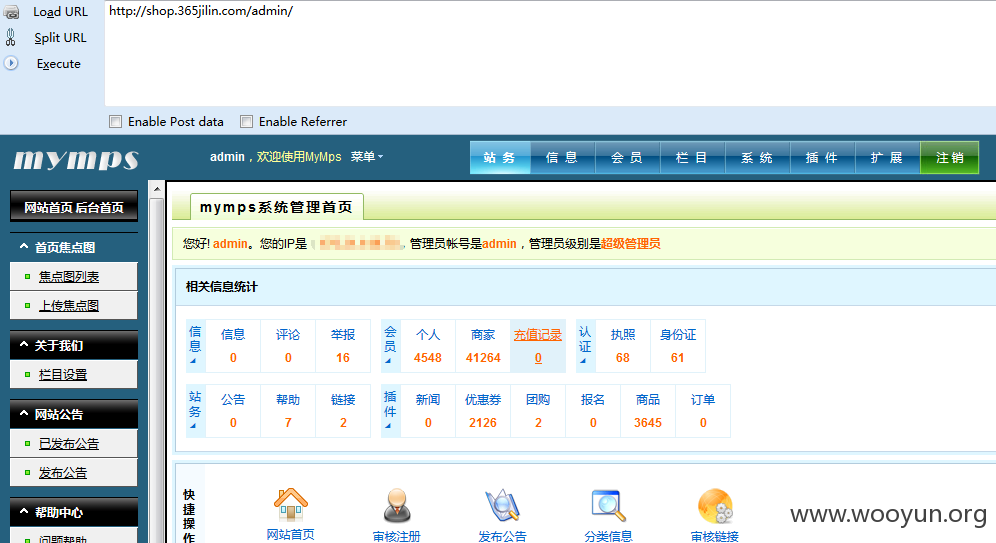 Load URL
http://shop.365jilin.com/admin/
Split URL
Execute
Enable Post data Enable Referrer
mymps
admin，欢迎使用MyMps 菜单
站 务 信 息 会 员 栏 目 系 统 插 件 扩 展 注 销
网站首页 后台首页
mymps系统管理首页
您好! admin。您的IP是 管理员帐号是admin，管理员级别是超级管理员
首页焦点图
焦点图列表
上传焦点图
关于我们
栏目设置
网站公告
已发布公告
发布公告
帮助中心
问题帮助
相关信息统计
信息 信息 评论 举报 会员 个人 商家 充值记录 认证 执照 身份证
0 0 16 4548 41264 0 68 61
站务 公告 帮助 链接 插件 新闻 优惠券 团购 报名 商品 订单
0 7 2 0 2126 2 0 3645 0
快捷操作
网站首页 审核注册 发布公告 分类信息 审核链接
www.wooyun.org